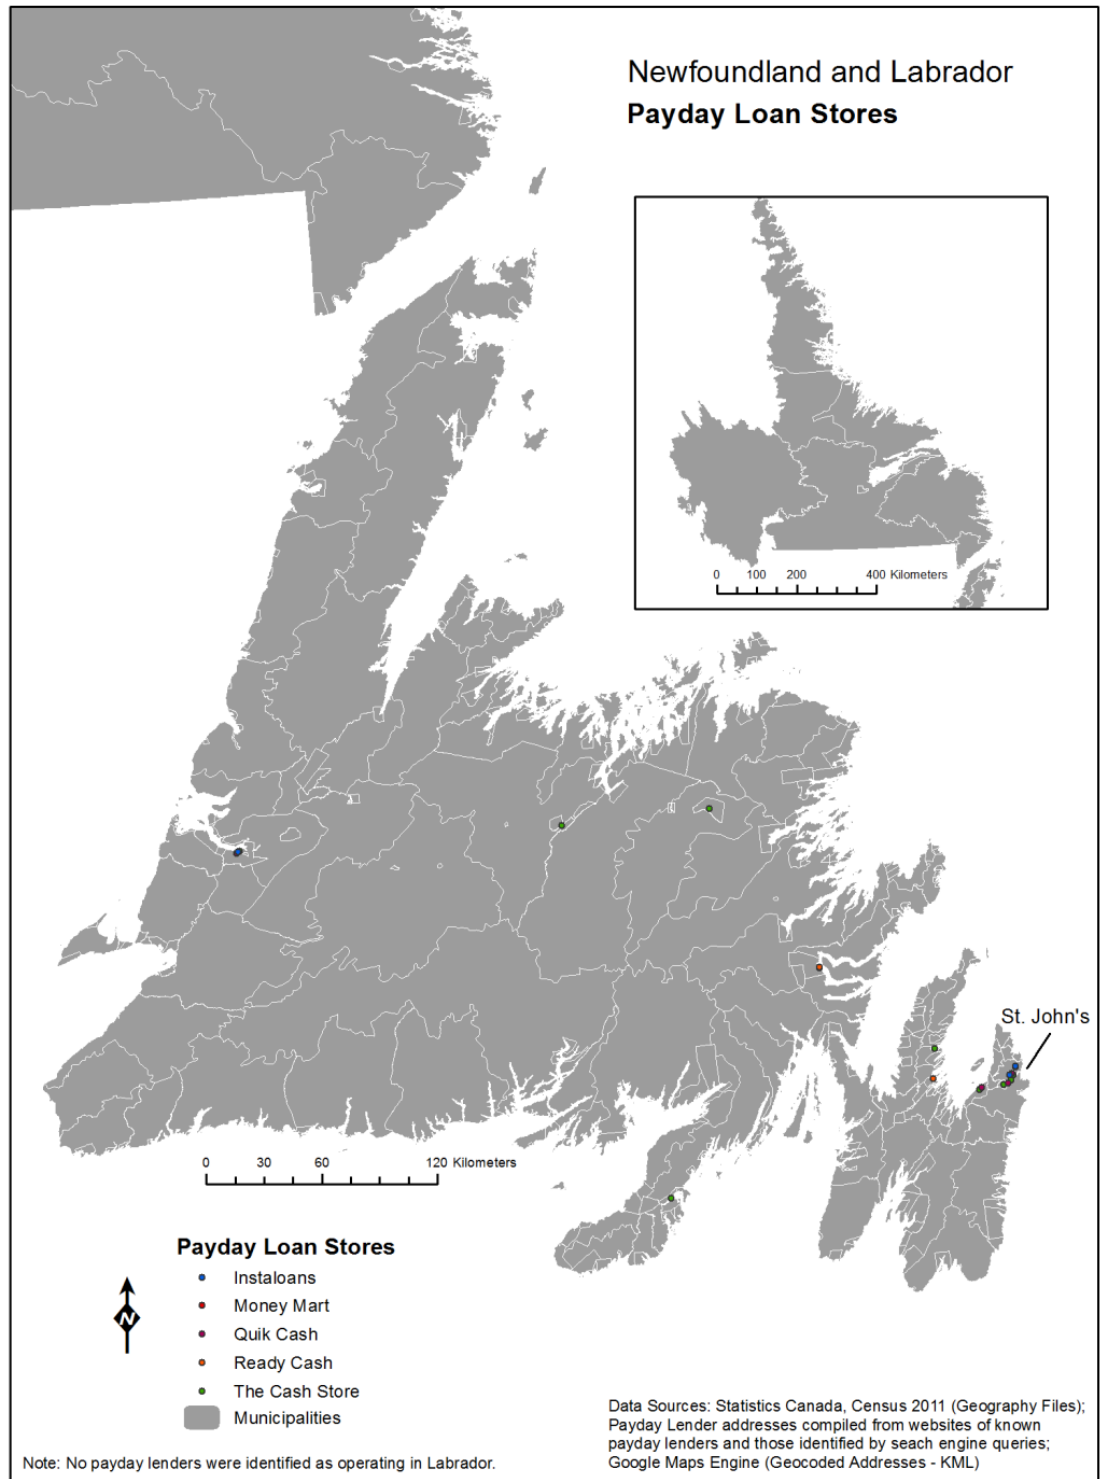 Newfoundland and Labrador
Payday Loan Stores
0 100 200 400 Kilometers
St. John's
0 30 60 120 Kilometers
Payday Loan Stores
N
Instaloans
Money Mart
Quik Cash
Ready Cash
The Cash Store
Municipalities
Note: No payday lenders were identified as operating in Labrador.
Data Sources: Statistics Canada, Census 2011 (Geography Files);
Payday Lender addresses compiled from websites of known
payday lenders and those identified by seach engine queries;
Google Maps Engine (Geocoded Addresses - KML)